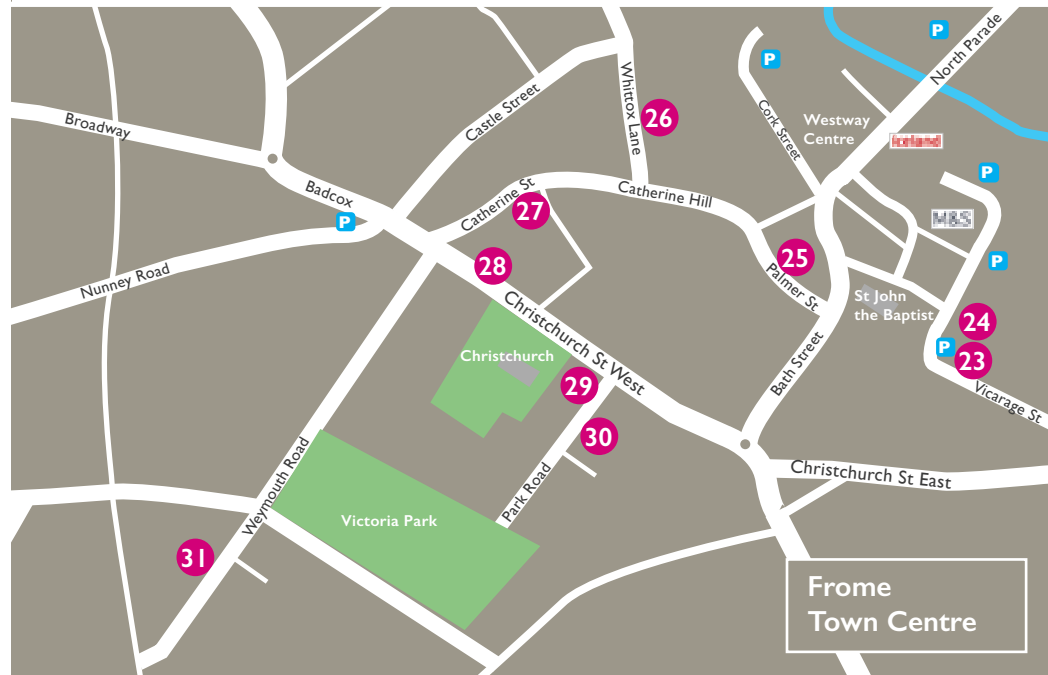 P
P
North Parade
Whittox Lane
Castle Street
26
Cork Street
Westway
Centre
Iceland
Broadway
P
Badcox
Catherine St
Catherine Hill
27
M&S
P
25
P
28
Palmer St
Nunney Road
St John
the Baptist
24
Christchurch St West
Christchurch
P
23
Bath Street
Vicarage St
29
30
Christchurch St East
Park Road
Weymouth Road
Victoria Park
31
Frome
Town Centre